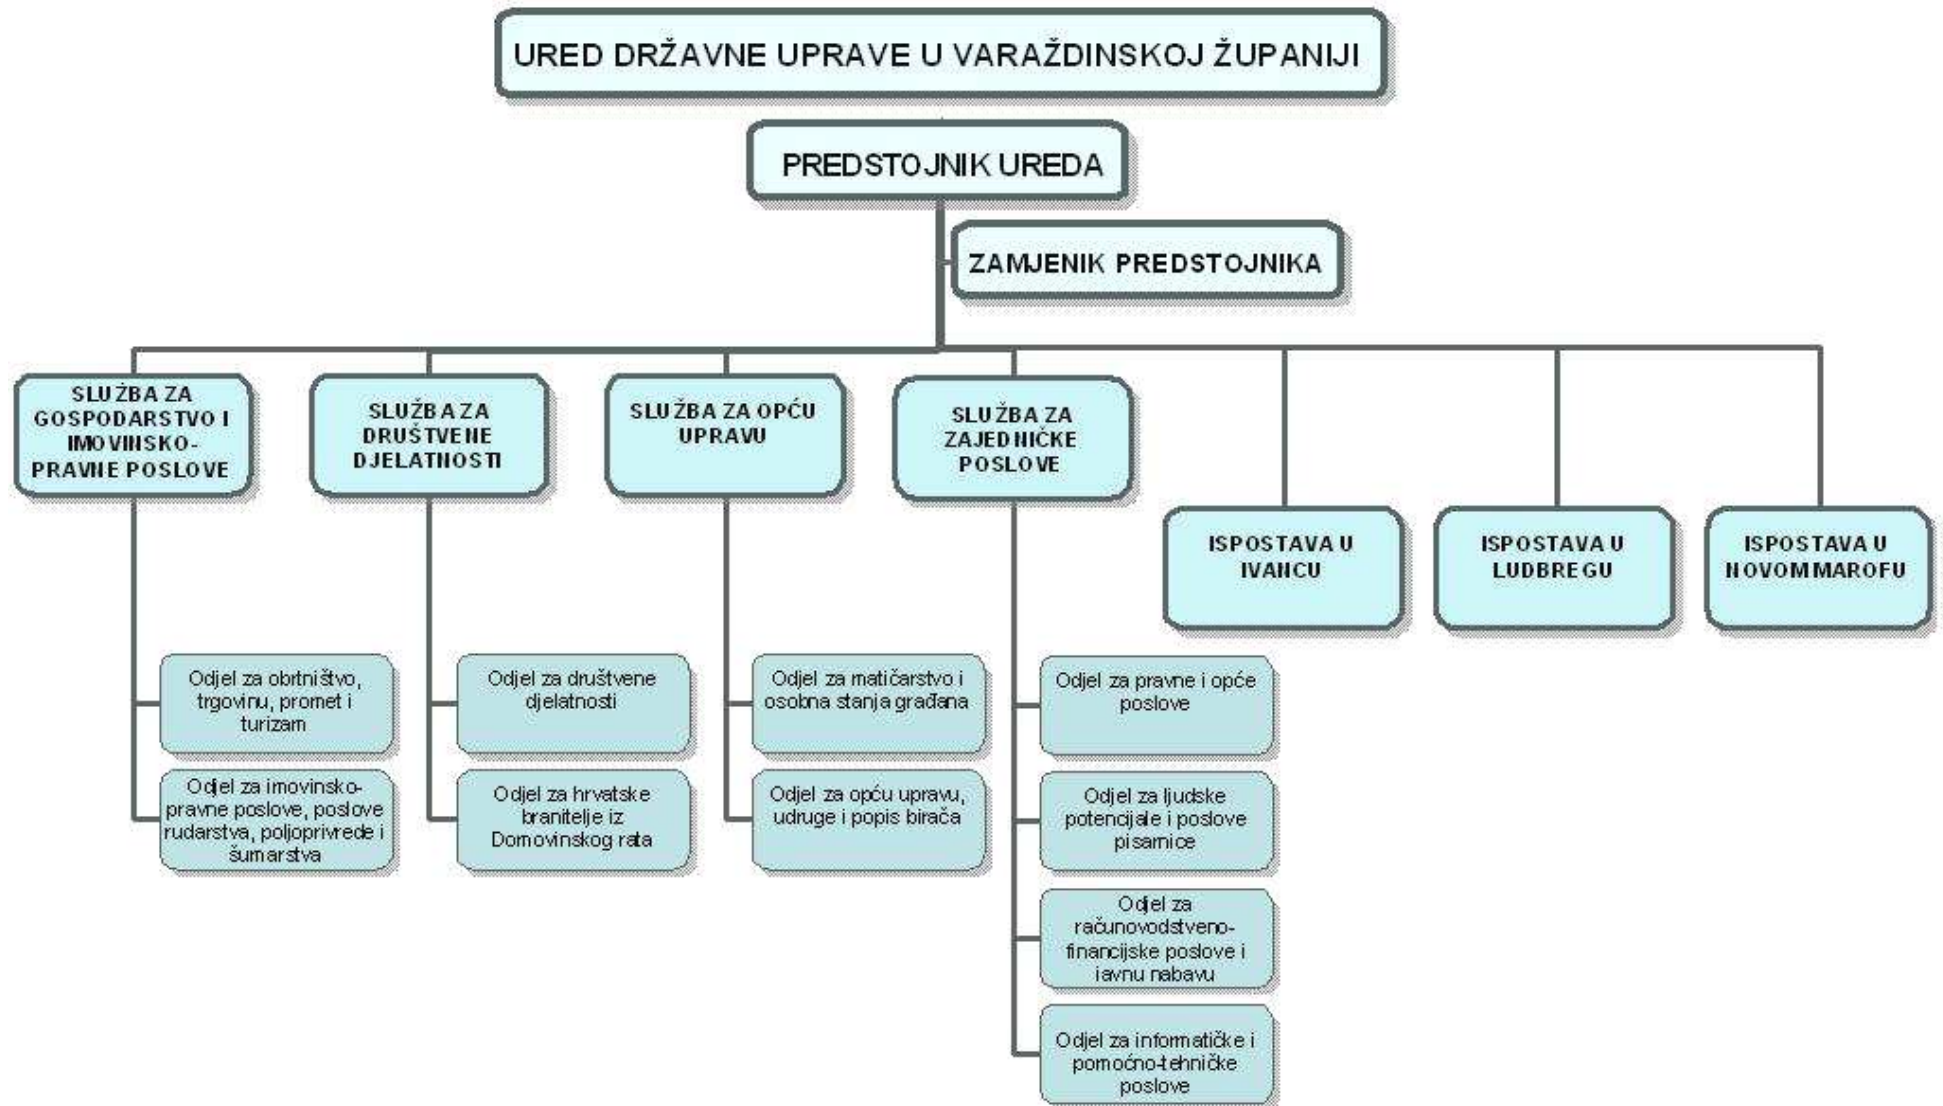 URED DRŽAVNE UPRAVE U VARAŽDINSKOJ ŽUPANIJI
PREDSTOJNIK UREDA
ZAMJENIK PREDSTOJNIKA
SLUŽBA ZA
GOSPODARSTVO I
IMOVINSKO-
PRAVNE POSLOVE
SLUŽBA ZA
DRUŠTVENE
DJELATNOSTI
SLUŽBA ZA OPĆU
UPRAVU
SLUŽBA ZA
ZAJEDNIČKE
POSLOVE
ISPOSTAVA U
IVANCU
ISPOSTAVA U
LUDBREGU
ISPOSTAVA U
NOVOM MAROFU
Odjel za obrtništvo,
trgovinu, promet i
turizam
Odjel za imovinsko-
pravne poslove, poslove
rudarstva, poljoprivrede i
šumarstva
Odjel za društvene
djelatnosti
Odjel za hrvatske
branitelje iz
Domovinskog rata
Odjel za matičarstvo i
osobna stanja građana
Odjel za opću upravu,
udruge i popis birača
Odjel za pravne i opće
poslove
Odjel za ljudske
potencijale i poslove
pisarnice
Odjel za
računovodstveno-
financijske poslove i
javnu nabavu
Odjel za informatičke i
pomoćno-tehničke
poslove